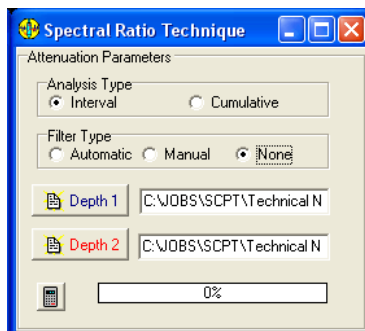 Spectral Ratio Technique
Attenuation Parameters
Analysis Type
Interval Cumulative
Filter Type
Automatic Manual None
Depth 1 C:\JOBS\SCPT\Technical N
Depth 2 C:\JOBS\SCPT\Technical N
0%